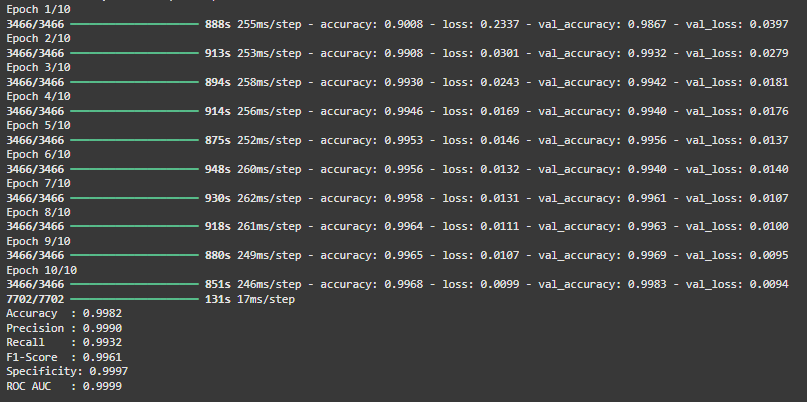 Epoch 1/10
3466/3466 888s 255ms/step - accuracy: 0.9008 - loss: 0.2337 - val_accuracy: 0.9867 - val_loss: 0.0397
Epoch 2/10
3466/3466 913s 253ms/step - accuracy: 0.9908 - loss: 0.0301 - val_accuracy: 0.9932 - val_loss: 0.0279
Epoch 3/10
3466/3466 894s 258ms/step - accuracy: 0.9930 - loss: 0.0243 - val_accuracy: 0.9942 - val_loss: 0.0181
Epoch 4/10
3466/3466 914s 256ms/step - accuracy: 0.9946 - loss: 0.0169 - val_accuracy: 0.9940 - val_loss: 0.0176
Epoch 5/10
3466/3466 875s 252ms/step - accuracy: 0.9953 - loss: 0.0146 - val_accuracy: 0.9956 - val_loss: 0.0137
Epoch 6/10
3466/3466 948s 260ms/step - accuracy: 0.9956 - loss: 0.0132 - val_accuracy: 0.9940 - val_loss: 0.0140
Epoch 7/10
3466/3466 930s 262ms/step - accuracy: 0.9958 - loss: 0.0131 - val_accuracy: 0.9961 - val_loss: 0.0107
Epoch 8/10
3466/3466 918s 261ms/step - accuracy: 0.9964 - loss: 0.0111 - val_accuracy: 0.9963 - val_loss: 0.0100
Epoch 9/10
3466/3466 880s 249ms/step - accuracy: 0.9965 - loss: 0.0107 - val_accuracy: 0.9969 - val_loss: 0.0095
Epoch 10/10
3466/3466 851s 246ms/step - accuracy: 0.9968 - loss: 0.0099 - val_accuracy: 0.9983 - val_loss: 0.0094
7702/7702 131s 17ms/step
Accuracy : 0.9982
Precision : 0.9990
Recall : 0.9932
F1-Score : 0.9961
Specificity: 0.9997
ROC AUC : 0.9999